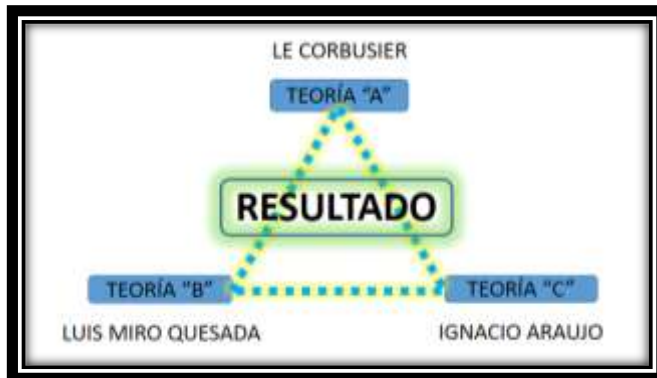 LE CORBUSIER
TEORÍA "A"
RESULTADO
TEORÍA "B"
TEORÍA "C"
LUIS MIRO QUESADA
IGNACIO ARAUJO